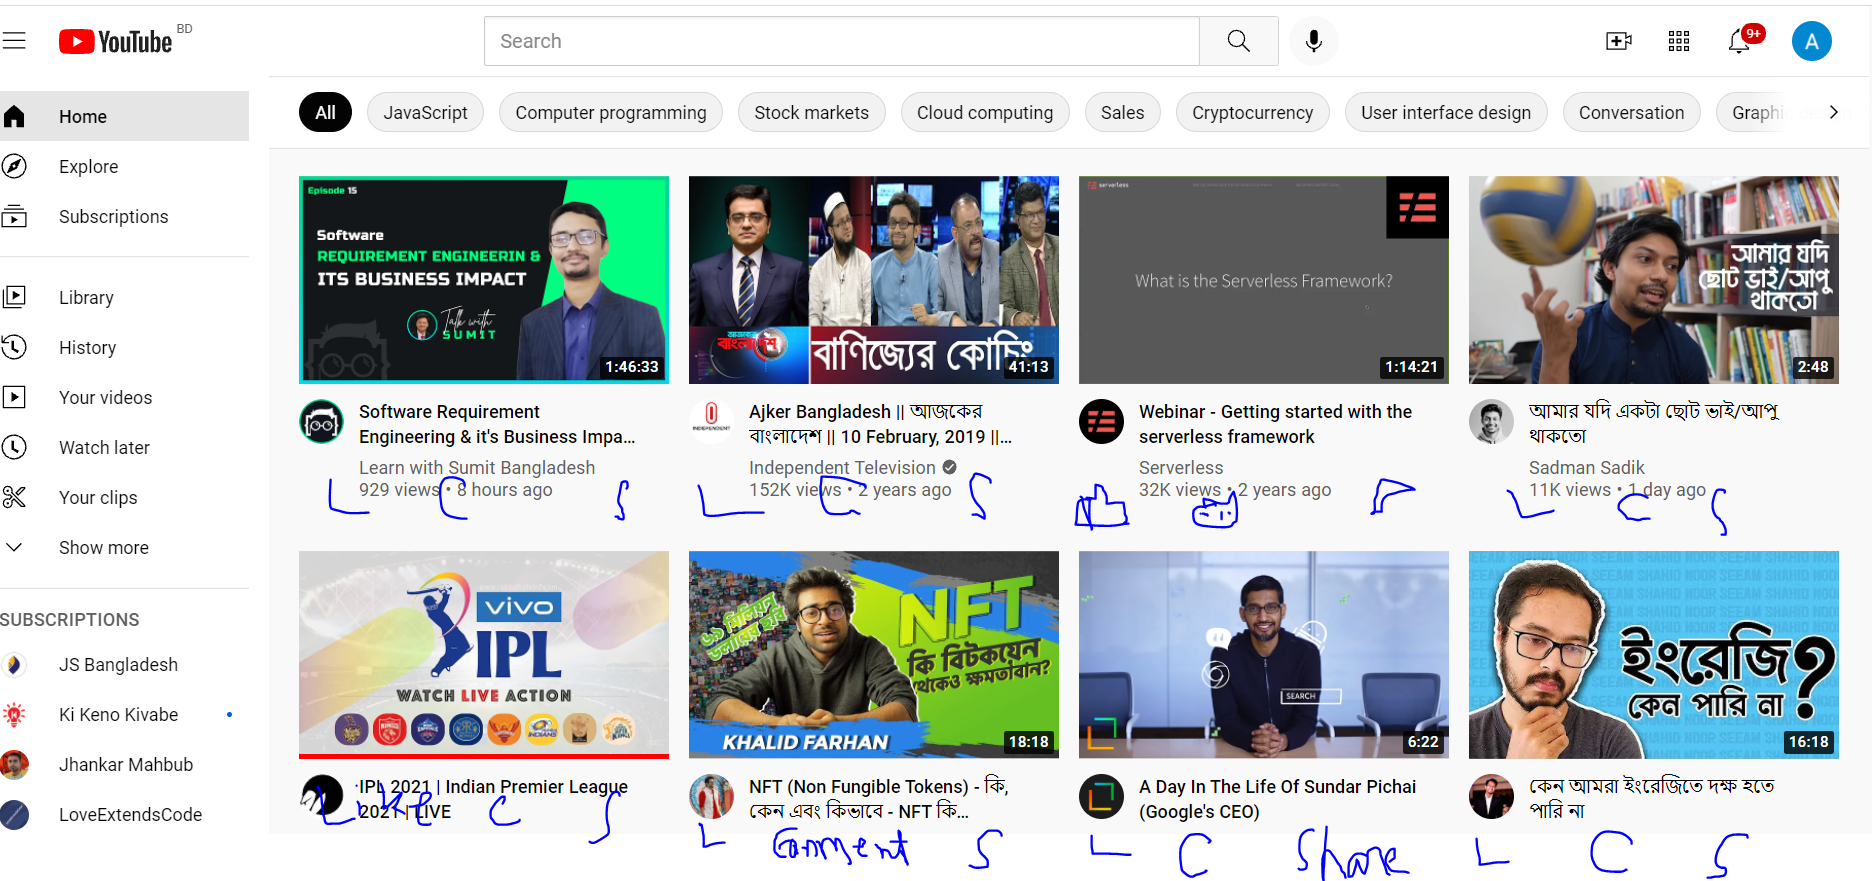 YouTube BD
Search
9+
A
Home
Explore
Subscriptions
Library
History
Your videos
Watch later
Your clips
Show more
SUBSCRIPTIONS
JS Bangladesh
Ki Keno Kivabe
Jhankar Mahbub
LoveExtendsCode
All JavaScript Computer programming Stock markets Cloud computing Sales Cryptocurrency User interface design Conversation Graphic design
Episode 15
Software
REQUIREMENT ENGINEERIN &
ITS BUSINESS IMPACT
Talk with
SUMIT
1:46:33
Software Requirement
Engineering & it's Business Impa...
Learn with Sumit Bangladesh
929 views • 8 hours ago
L C S
বাংলাদেশ
বাণিজ্যের কোচিং
41:13
INDEPENDENT
Ajker Bangladesh || আজকের
বাংলাদেশ || 10 February, 2019 ||...
Independent Television
152K views • 2 years ago
L C S
serverless
What is the Serverless Framework?
1:14:21
Webinar - Getting started with the
serverless framework
Serverless
32K views • 2 years ago
আমার যদি
ছোট ভাই/আপু
থাকতো
2:48
আমার যদি একটা ছোট ভাই/আপু
থাকতো
Sadman Sadik
11K views • 1 day ago
L C S
vivo
IPL
WATCH LIVE ACTION
IPL 2021 | Indian Premier League
2021 | LIVE
Like C S
৬৯ মিলিয়ন
ডলারের ছবি
NFT
কি বিটকয়েন
থেকেও ক্ষমতাবান?
KHALID FARHAN
18:18
NFT (Non Fungible Tokens) - কি,
কেন এবং কিভাবে - NFT কি...
L Comment S
SEARCH
6:22
A Day In The Life Of Sundar Pichai
(Google's CEO)
L C Share
SEEAM SHAHID NOOR
ইংরেজি
কেন পারি না?
16:18
কেন আমরা ইংরেজিতে দক্ষ হতে
পারি না
L C S